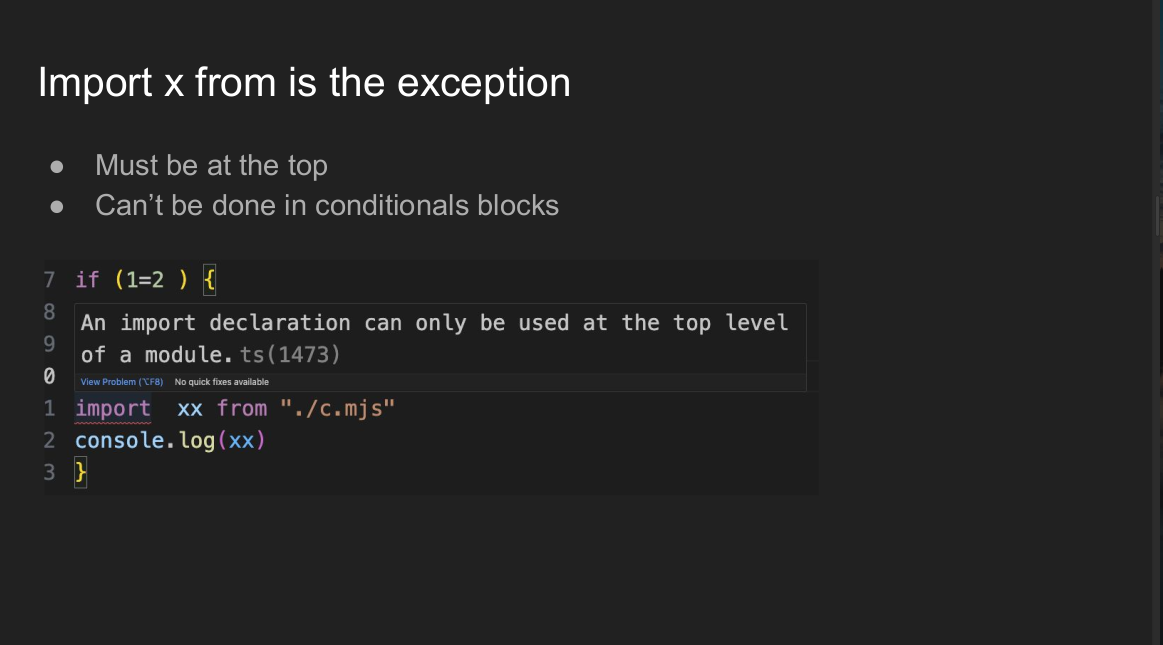 Import x from is the exception
● Must be at the top
● Can’t be done in conditionals blocks
7 if (1=2 ) {
8
An import declaration can only be used at the top level
9
of a module. ts(1473)
0
View Problem (⌥F8) No quick fixes available
1 import  xx from "./c.mjs"
2 console.log(xx)
3 }